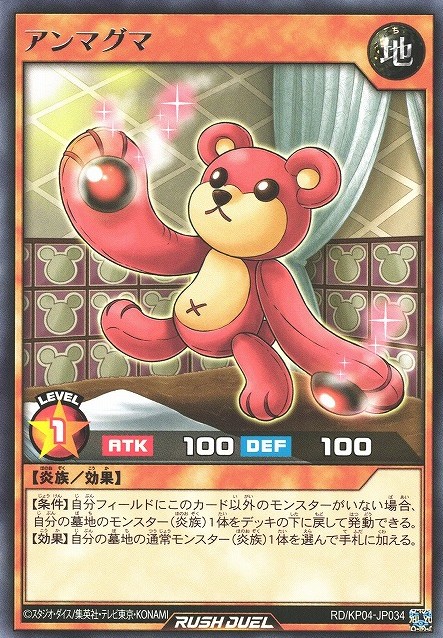 アンマグマ
地
LEVEL
1
ATK 100 DEF 100
【炎族／効果】
【条件】自分フィールドにこのカード以外のモンスターがいない場合、
自分の墓地のモンスター（炎族）1体をデッキの下に戻して発動できる。
【効果】自分の墓地の通常モンスター（炎族）1体を選んで手札に加える。
©スタジオ・ダイス/集英社・テレビ東京・KONAMI
RUSH DUEL
RD/KP04-JP034